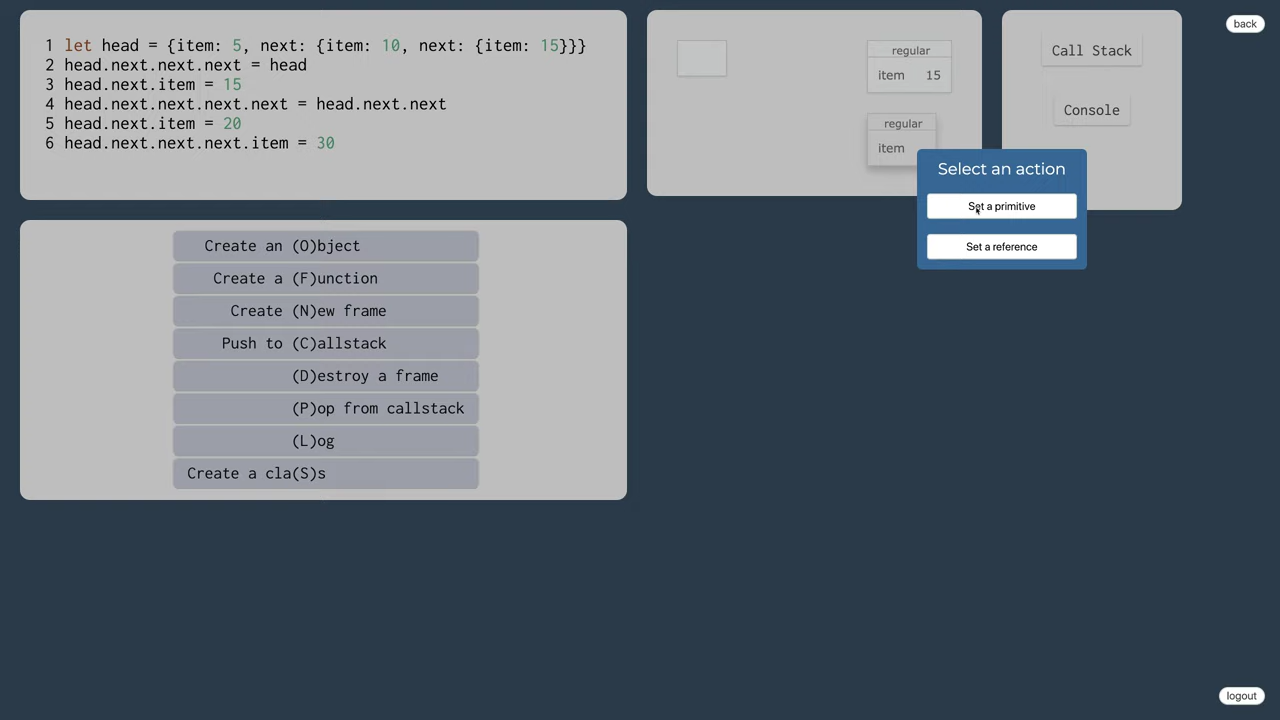 1 let head = {item: 5, next: {item: 10, next: {item: 15}}}
2 head.next.next.next = head
3 head.next.item = 15
4 head.next.next.next.next = head.next.next
5 head.next.item = 20
6 head.next.next.next.item = 30
regular
item 15
regular
item
Call Stack
Console
back
Select an action
Set a primitive
Set a reference
Create an (O)bject
Create a (F)unction
Create (N)ew frame
Push to (C)allstack
(D)estroy a frame
(P)op from callstack
(L)og
Create a cla(S)s
logout